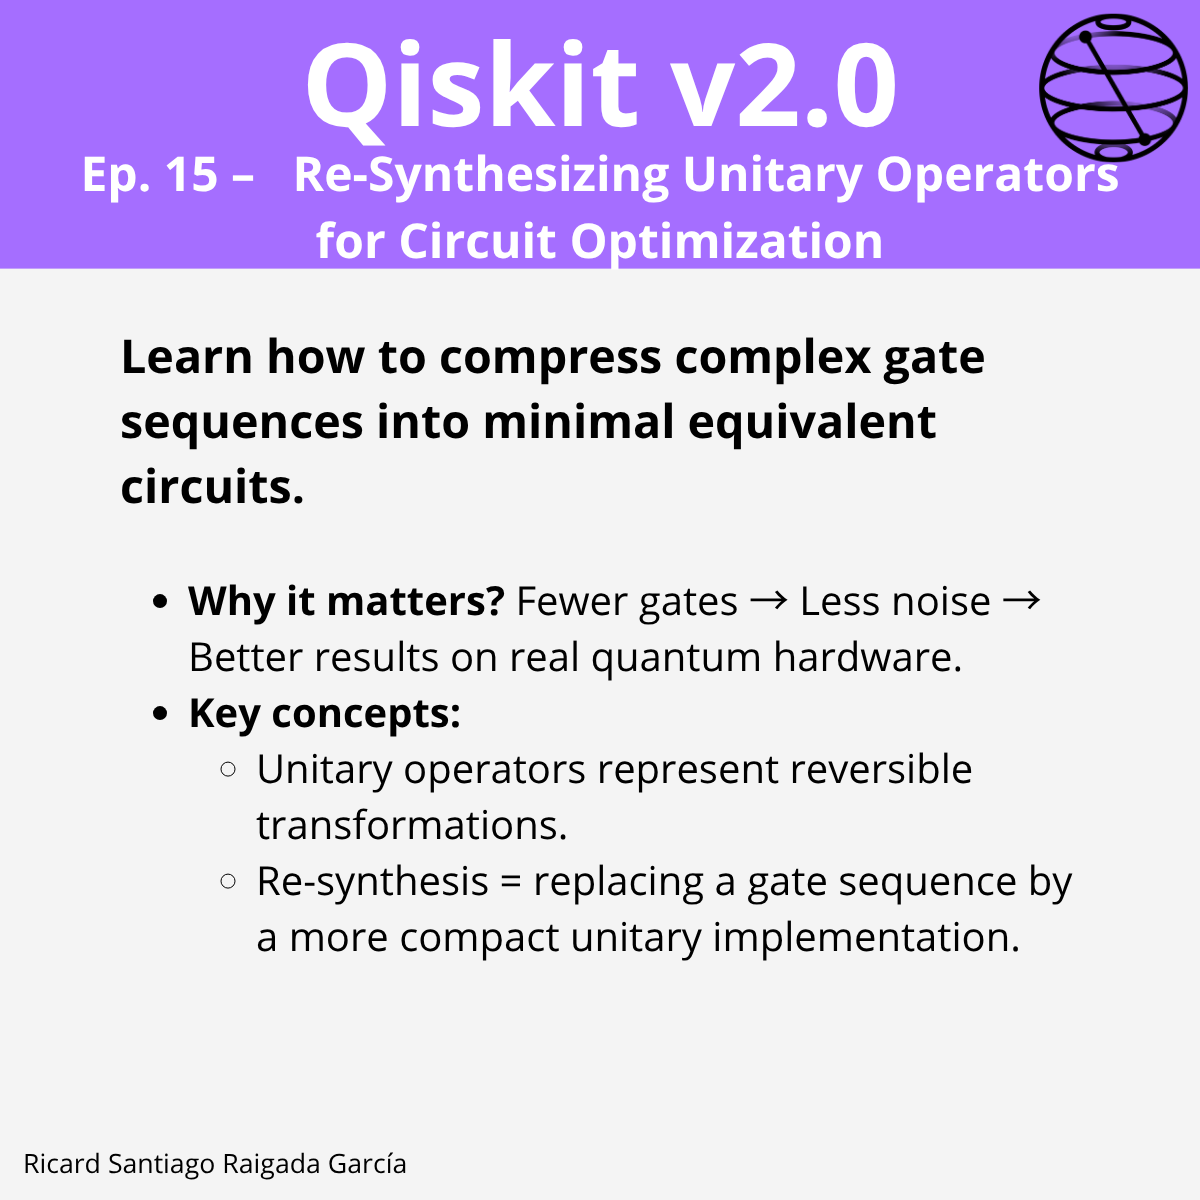 Qiskit v2.0
Ep. 15 – Re-Synthesizing Unitary Operators
for Circuit Optimization
Learn how to compress complex gate
sequences into minimal equivalent
circuits.
• Why it matters? Fewer gates → Less noise →
Better results on real quantum hardware.
• Key concepts:
○ Unitary operators represent reversible
transformations.
○ Re-synthesis = replacing a gate sequence by
a more compact unitary implementation.
Ricard Santiago Raigada García